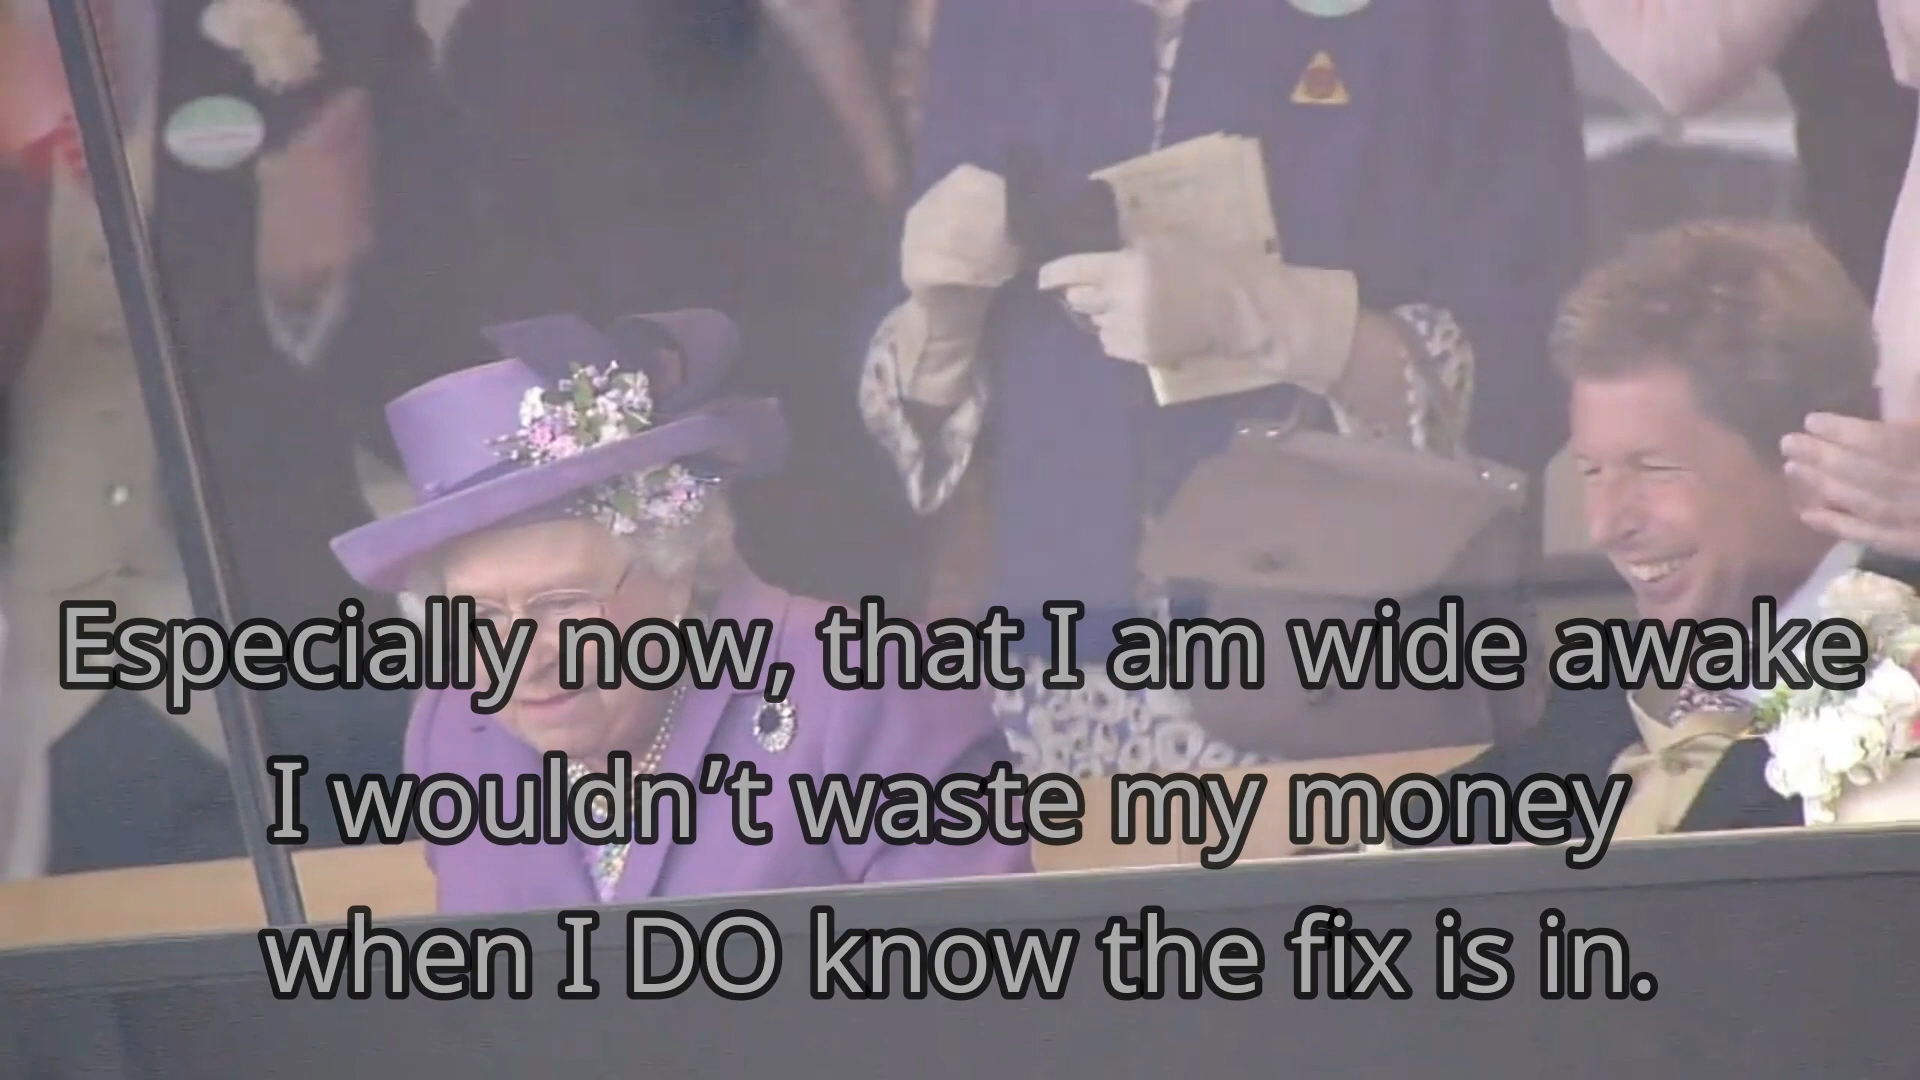 Especially now, that I am wide awake
I wouldn’t waste my money
when I DO know the fix is in.